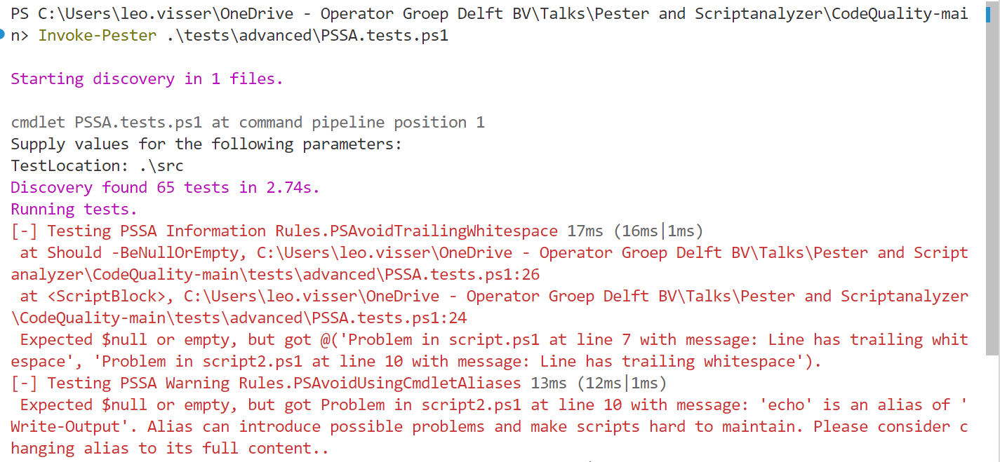 PS C:\Users\leo.visser\OneDrive - Operator Groep Delft BV\Talks\Pester and Scriptanalyzer\CodeQuality-mai
n> Invoke-Pester .\tests\advanced\PSSA.tests.ps1
Starting discovery in 1 files.
cmdlet PSSA.tests.ps1 at command pipeline position 1
Supply values for the following parameters:
TestLocation: .\src
Discovery found 65 tests in 2.74s.
Running tests.
[-] Testing PSSA Information Rules.PSAvoidTrailingWhitespace 17ms (16ms|1ms)
 at Should -BeNullOrEmpty, C:\Users\leo.visser\OneDrive - Operator Groep Delft BV\Talks\Pester and Script
analyzer\CodeQuality-main\tests\advanced\PSSA.tests.ps1:26
 at <ScriptBlock>, C:\Users\leo.visser\OneDrive - Operator Groep Delft BV\Talks\Pester and Scriptanalyzer
\CodeQuality-main\tests\advanced\PSSA.tests.ps1:24
 Expected $null or empty, but got @('Problem in script.ps1 at line 7 with message: Line has trailing whit
espace', 'Problem in script2.ps1 at line 10 with message: Line has trailing whitespace').
[-] Testing PSSA Warning Rules.PSAvoidUsingCmdletAliases 13ms (12ms|1ms)
 Expected $null or empty, but got Problem in script2.ps1 at line 10 with message: 'echo' is an alias of '
Write-Output'. Alias can introduce possible problems and make scripts hard to maintain. Please consider c
hanging alias to its full content..